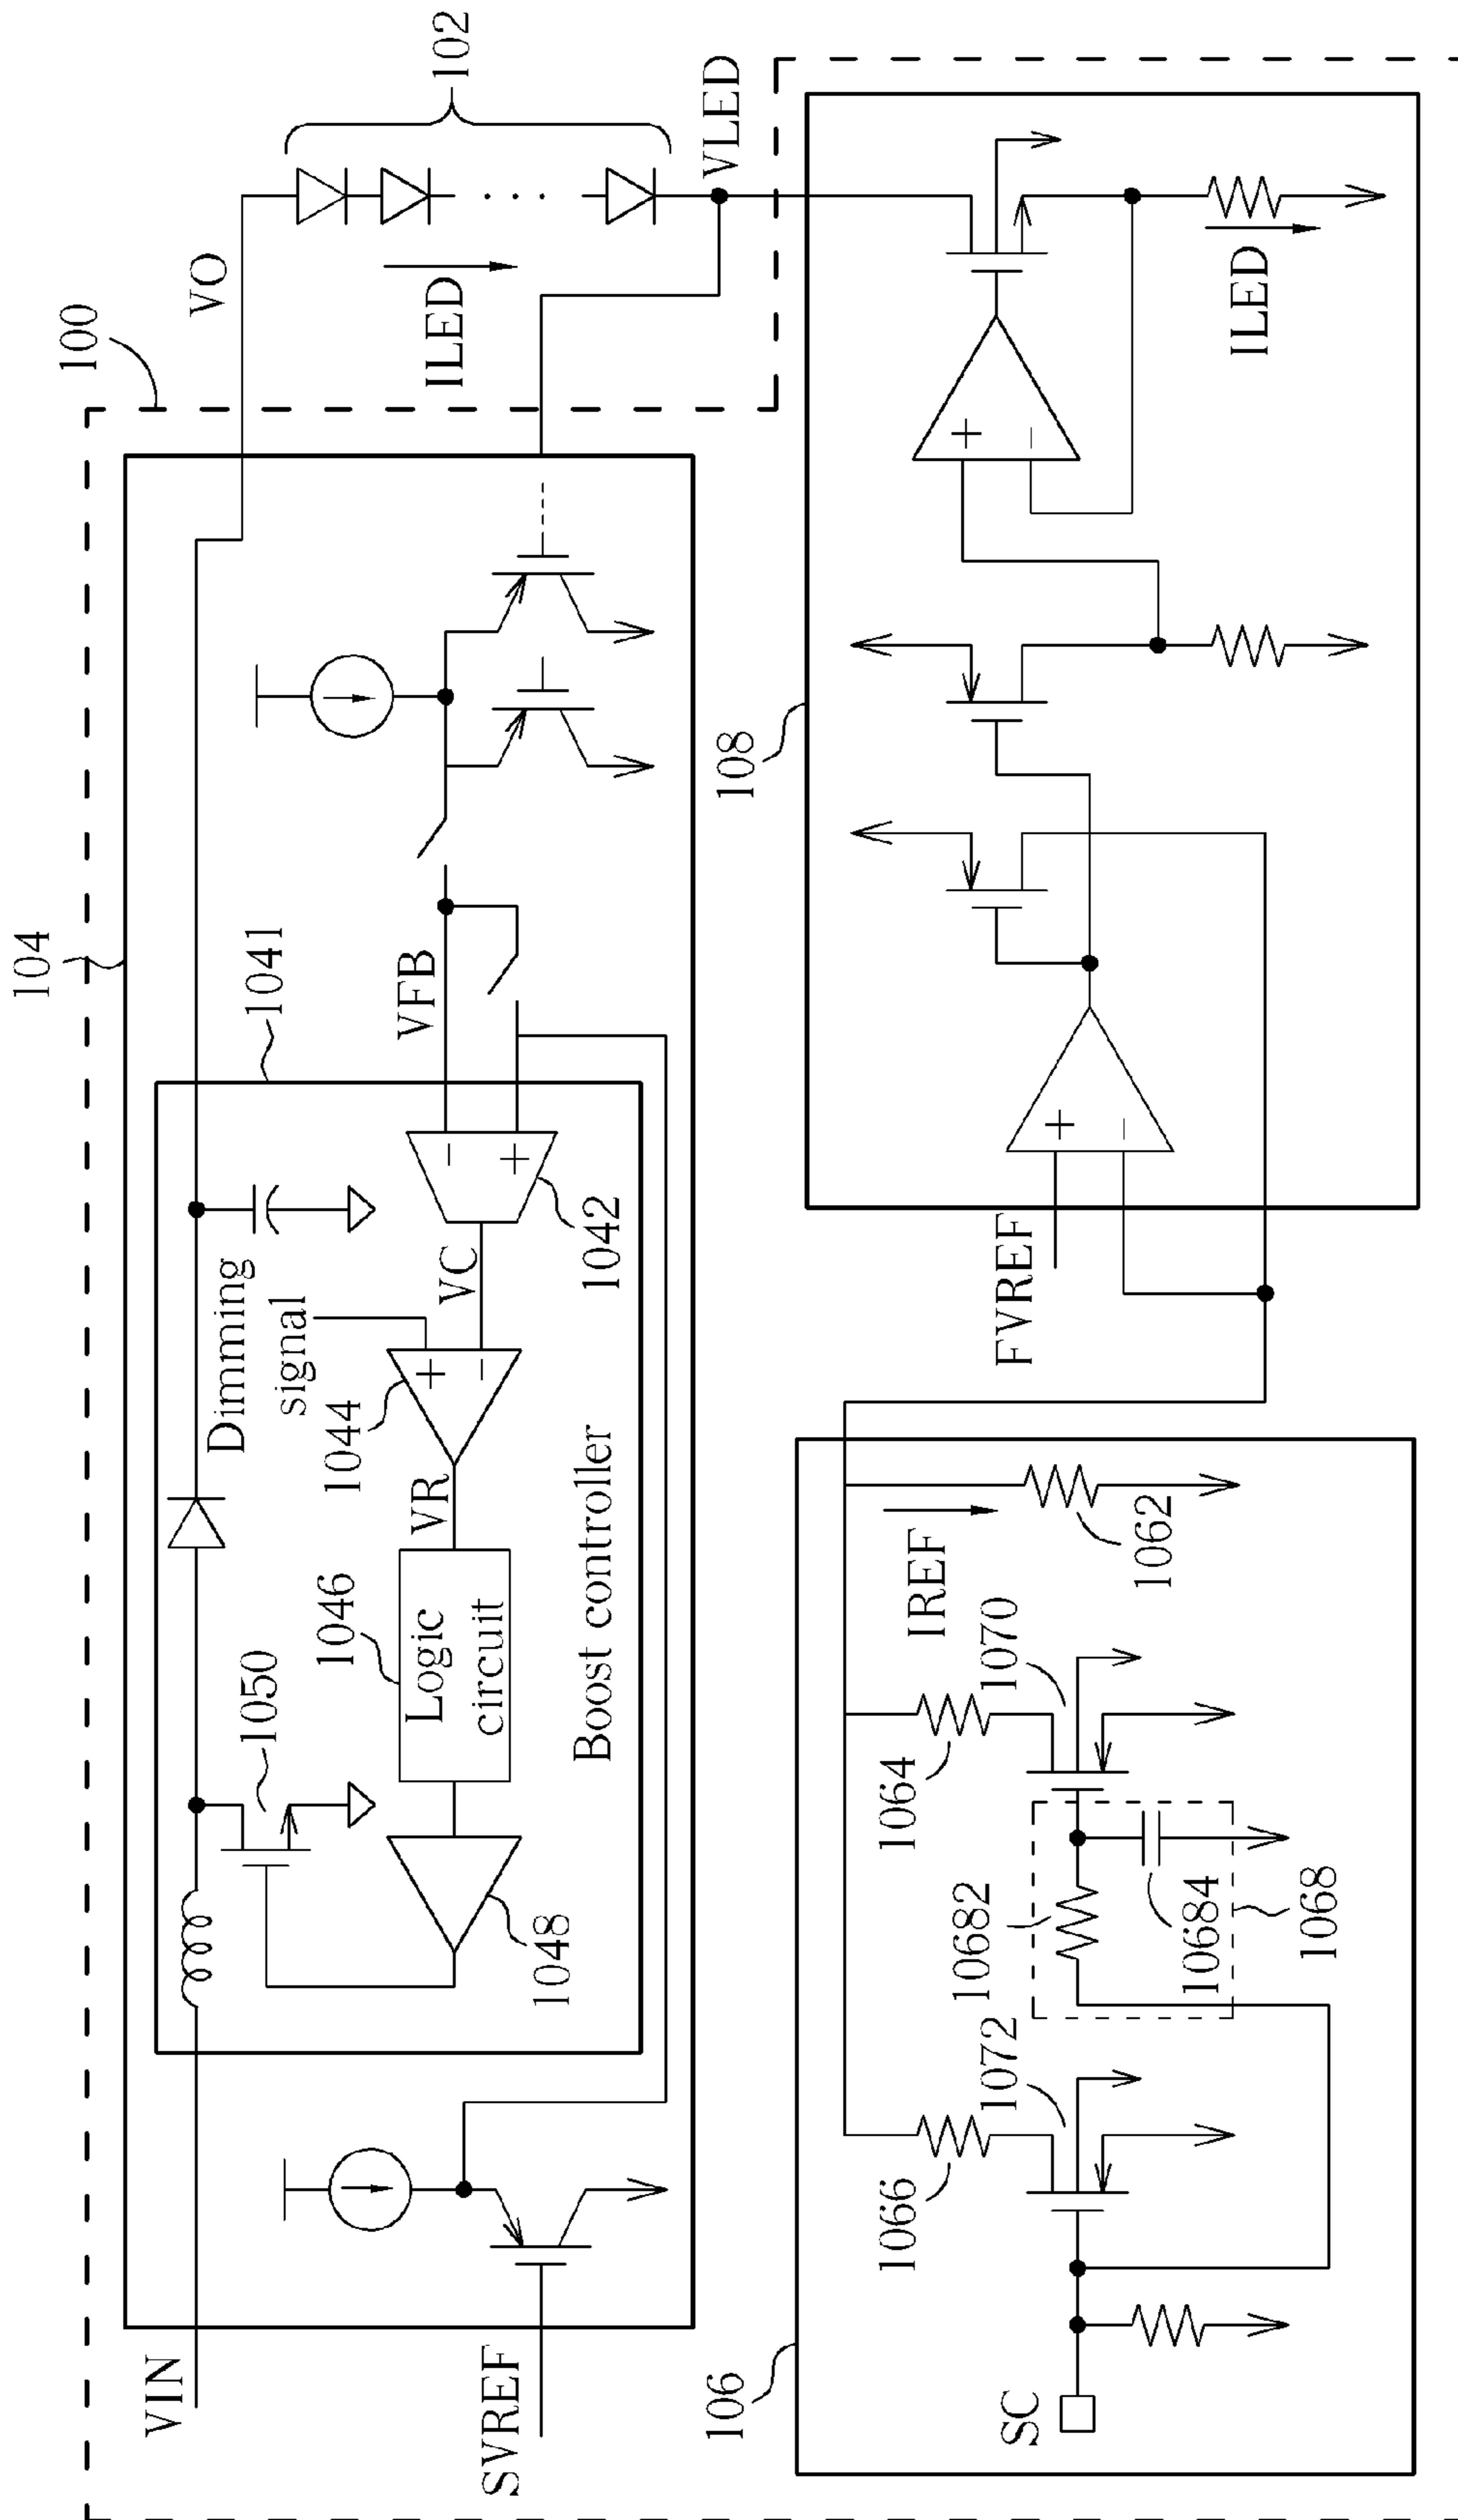 100
104
VIN
1050
1041
VO
102
Dimming
signal
1046
1044
VR
VC
VFB
ILED
Logic
circuit
1048
1042
Boost controller
SVREF
VLED
106
108
1066
1064
IREF
1072
1070
10682
SC
FVREF
1062
10684
1068
ILED
+
−
−
+
+
−
+
−